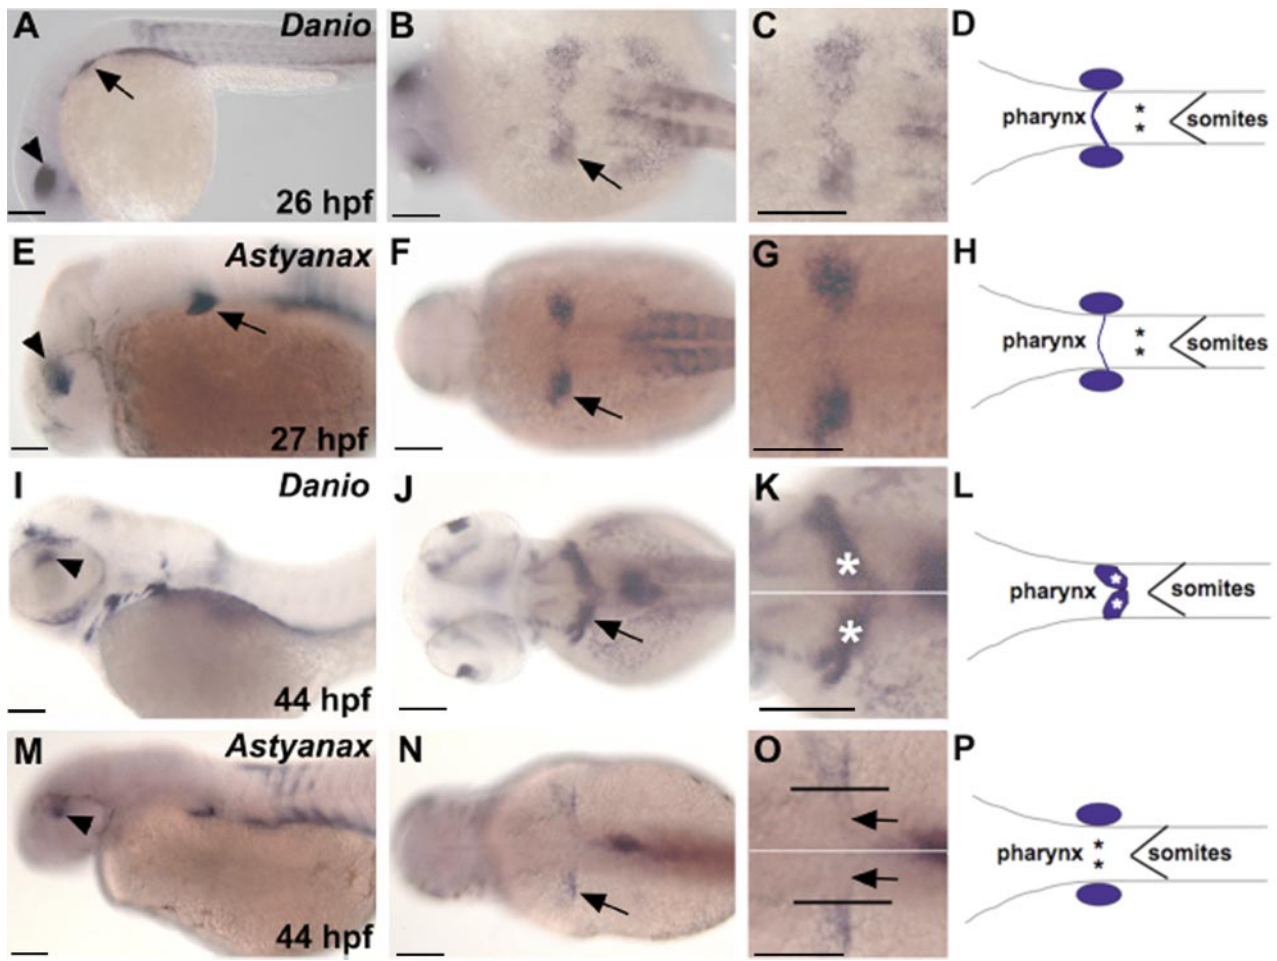 A Danio
26 hpf
B
C
D
pharynx * * somites
E Astyanax
27 hpf
F
G
H
pharynx * * somites
I Danio
44 hpf
J
K
*
*
L
pharynx * * somites
M Astyanax
44 hpf
N
O
P
pharynx * * somites